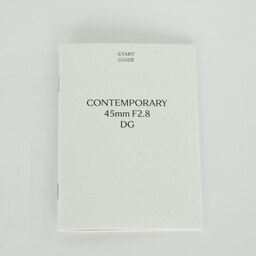 START
GUIDE
CONTEMPORARY
45mm F2.8
DG